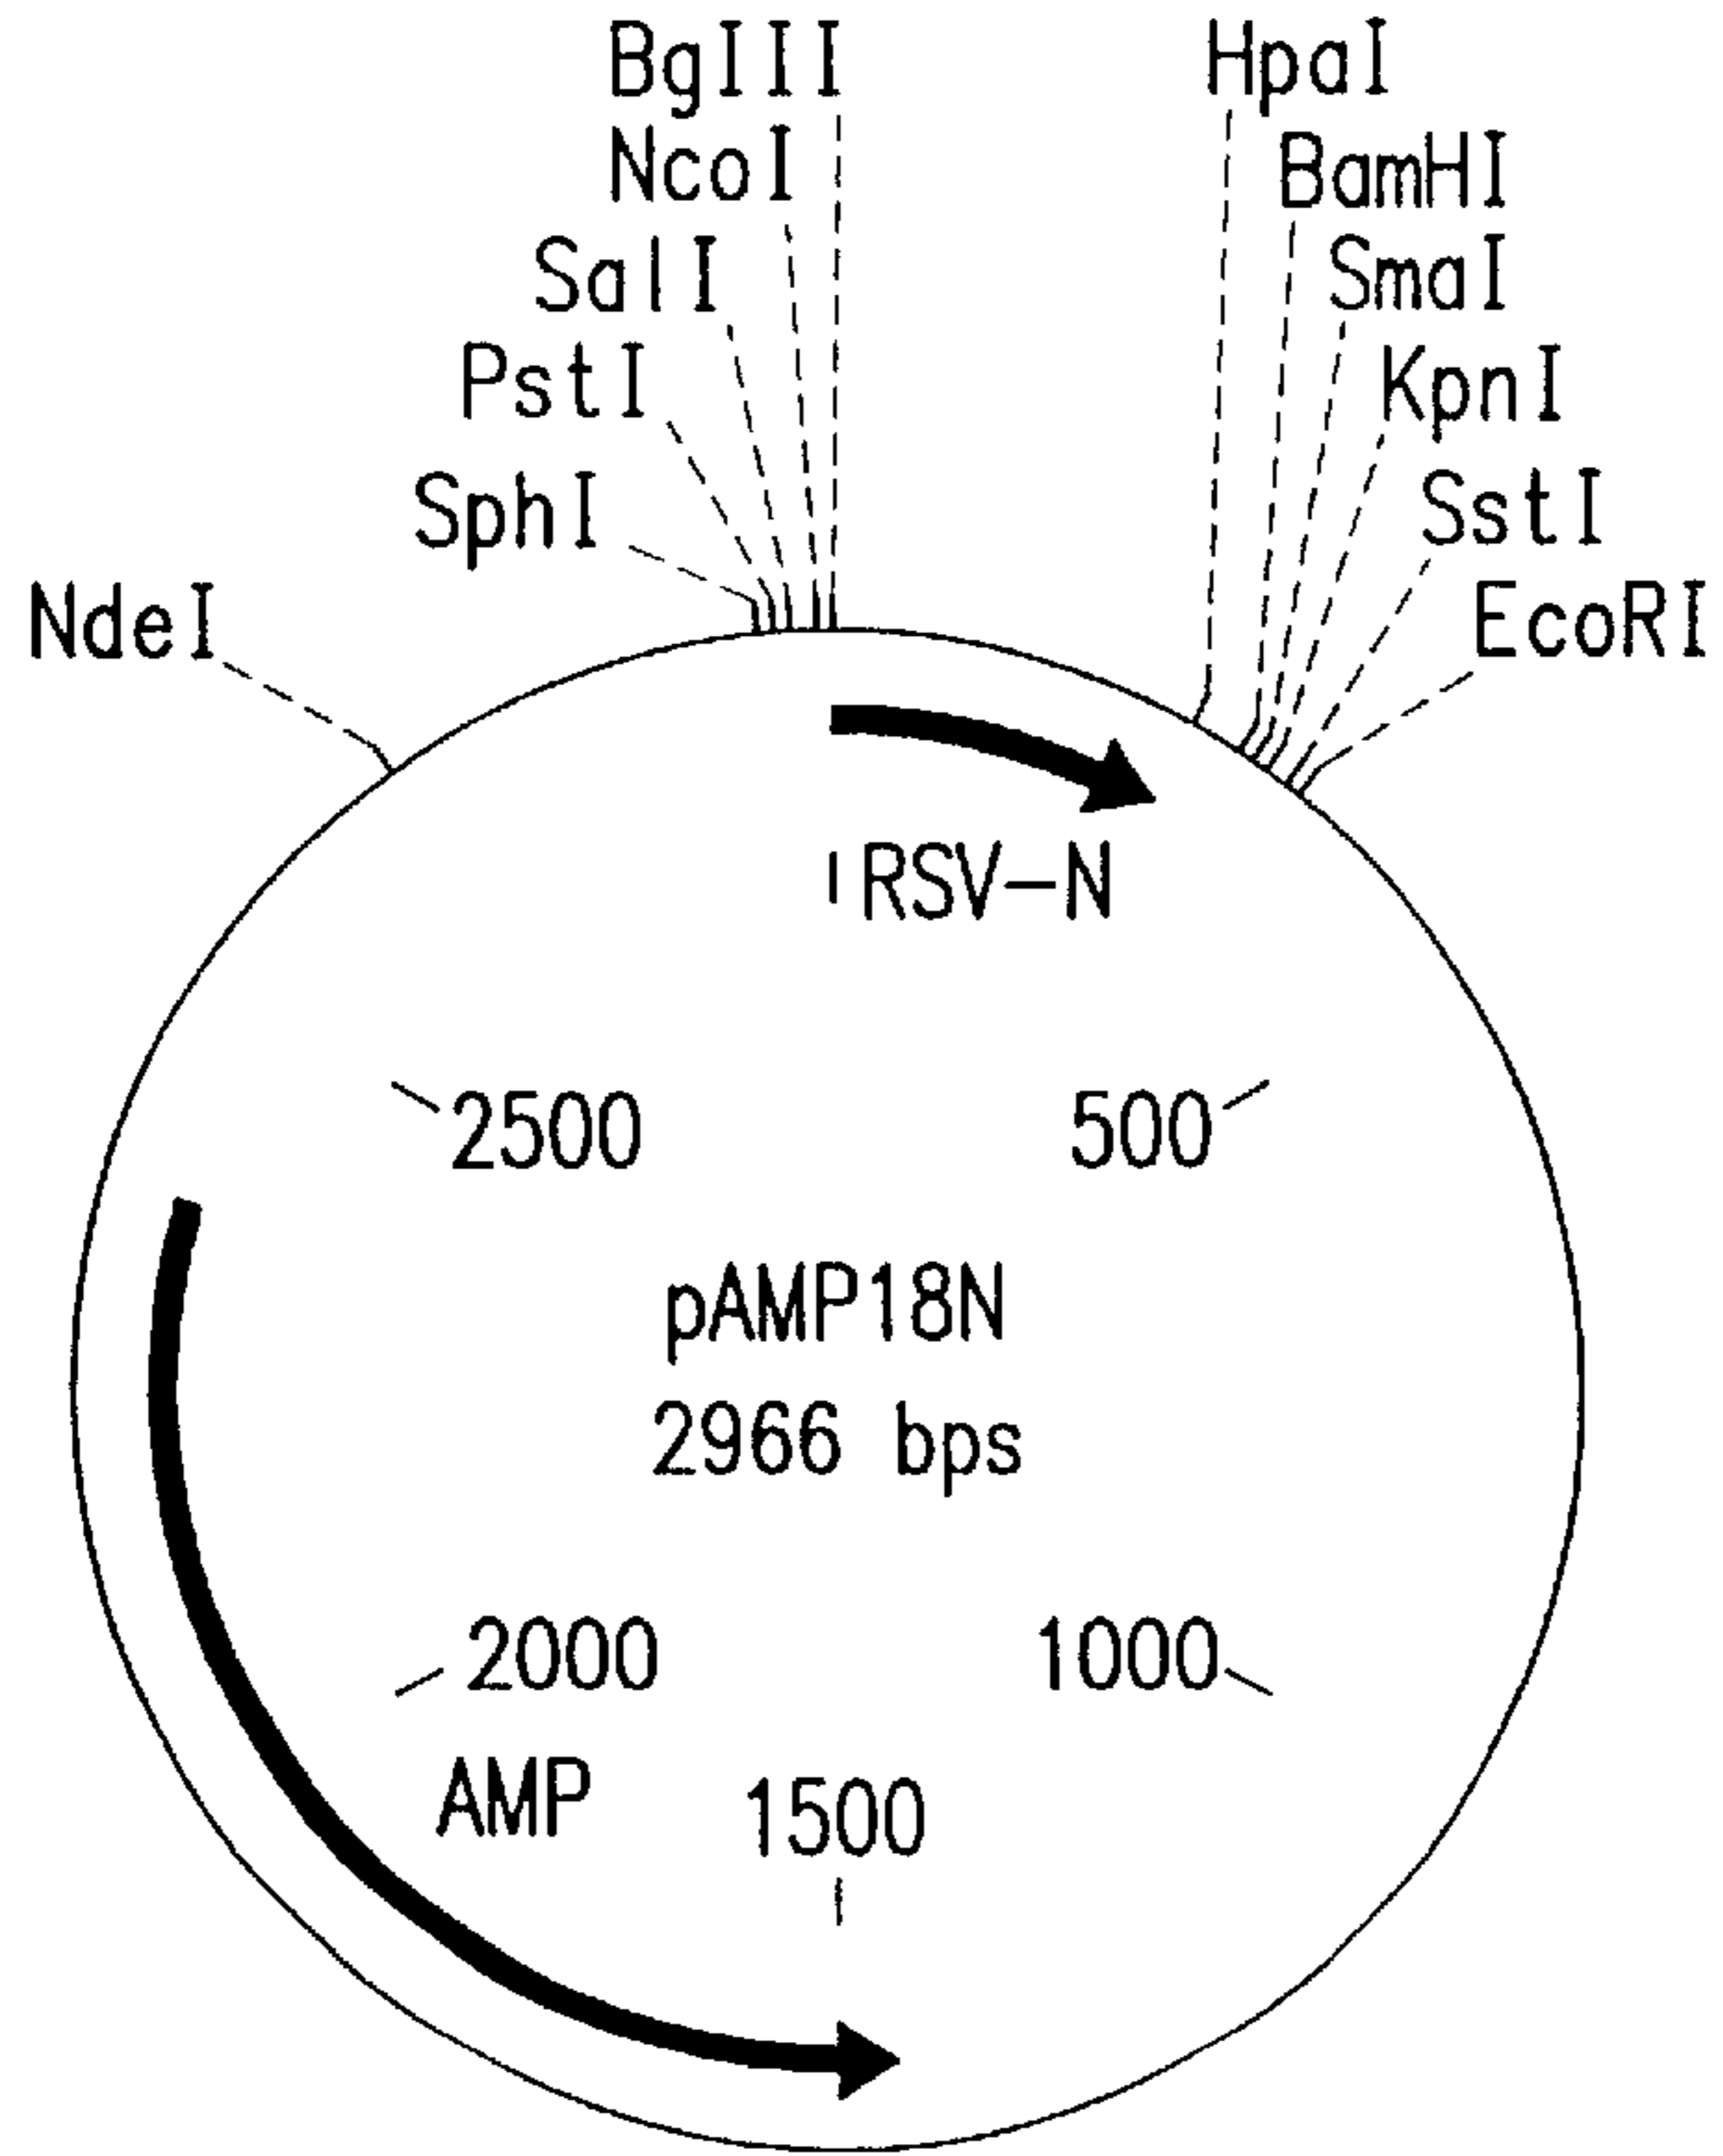 BglII
HpaI
NcoI
BamHI
SalI
SmaI
PstI
KpnI
SphI
SstI
NdeI
EcoRI
RSV-N
2500
500
pAMP18N
2966 bps
2000
1000
AMP
1500